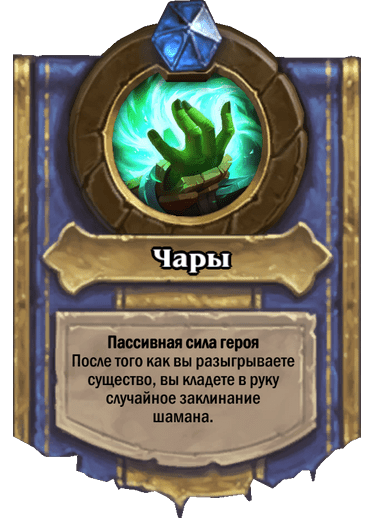 Чары
Пассивная сила героя
После того как вы разыгрываете
существо, вы кладете в руку
случайное заклинание
шамана.